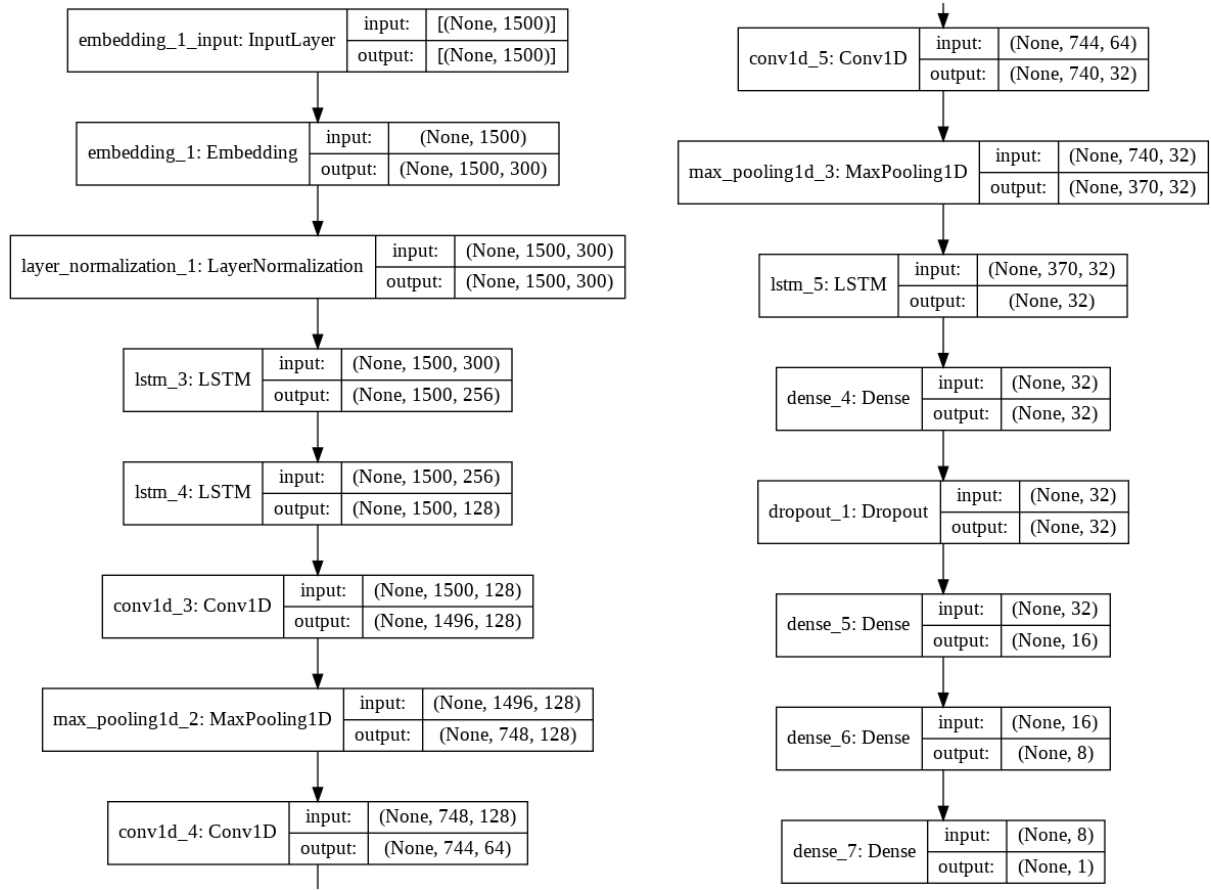 embedding_1_input: InputLayer
input: [(None, 1500)]
output: [(None, 1500)]
embedding_1: Embedding
input: (None, 1500)
output: (None, 1500, 300)
layer_normalization_1: LayerNormalization
input: (None, 1500, 300)
output: (None, 1500, 300)
lstm_3: LSTM
input: (None, 1500, 300)
output: (None, 1500, 256)
lstm_4: LSTM
input: (None, 1500, 256)
output: (None, 1500, 128)
conv1d_3: Conv1D
input: (None, 1500, 128)
output: (None, 1496, 128)
max_pooling1d_2: MaxPooling1D
input: (None, 1496, 128)
output: (None, 748, 128)
conv1d_4: Conv1D
input: (None, 748, 128)
output: (None, 744, 64)
conv1d_5: Conv1D
input: (None, 744, 64)
output: (None, 740, 32)
max_pooling1d_3: MaxPooling1D
input: (None, 740, 32)
output: (None, 370, 32)
lstm_5: LSTM
input: (None, 370, 32)
output: (None, 32)
dense_4: Dense
input: (None, 32)
output: (None, 32)
dropout_1: Dropout
input: (None, 32)
output: (None, 32)
dense_5: Dense
input: (None, 32)
output: (None, 16)
dense_6: Dense
input: (None, 16)
output: (None, 8)
dense_7: Dense
input: (None, 8)
output: (None, 1)